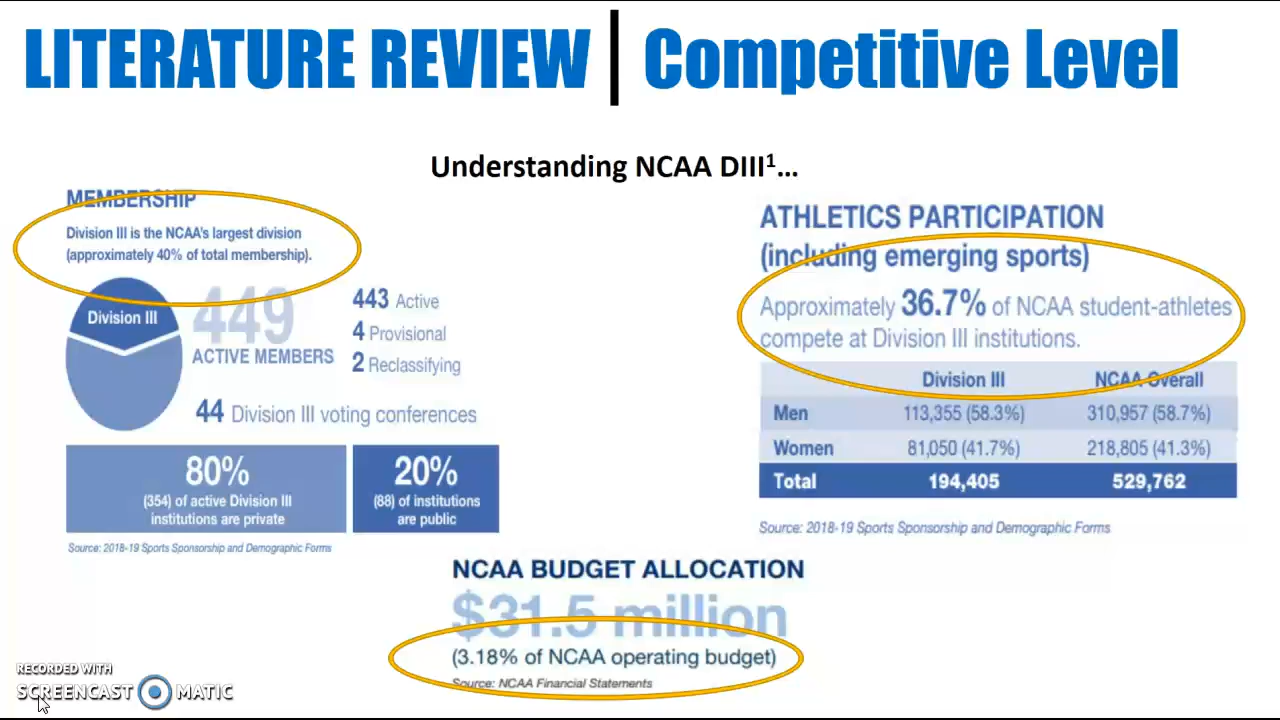 LITERATURE REVIEW | Competitive Level
Understanding NCAA DIII¹...
MEMBERSHIP
Division III is the NCAA's largest division
(approximately 40% of total membership).
Division III
449
ACTIVE MEMBERS
443 Active
4 Provisional
2 Reclassifying
44 Division III voting conferences
80%
(354) of active Division III
institutions are private
20%
(88) of institutions
are public
Source: 2018-19 Sports Sponsorship and Demographic Forms
ATHLETICS PARTICIPATION
(including emerging sports)
Approximately 36.7% of NCAA student-athletes
compete at Division III institutions.
Division III NCAA Overall
Men 113,355 (58.3%) 310,957 (58.7%)
Women 81,050 (41.7%) 218,805 (41.3%)
Total 194,405 529,762
Source: 2018-19 Sports Sponsorship and Demographic Forms
NCAA BUDGET ALLOCATION
$31.5 million
(3.18% of NCAA operating budget)
Source: NCAA Financial Statements
RECORDED WITH
SCREENCAST MATIC